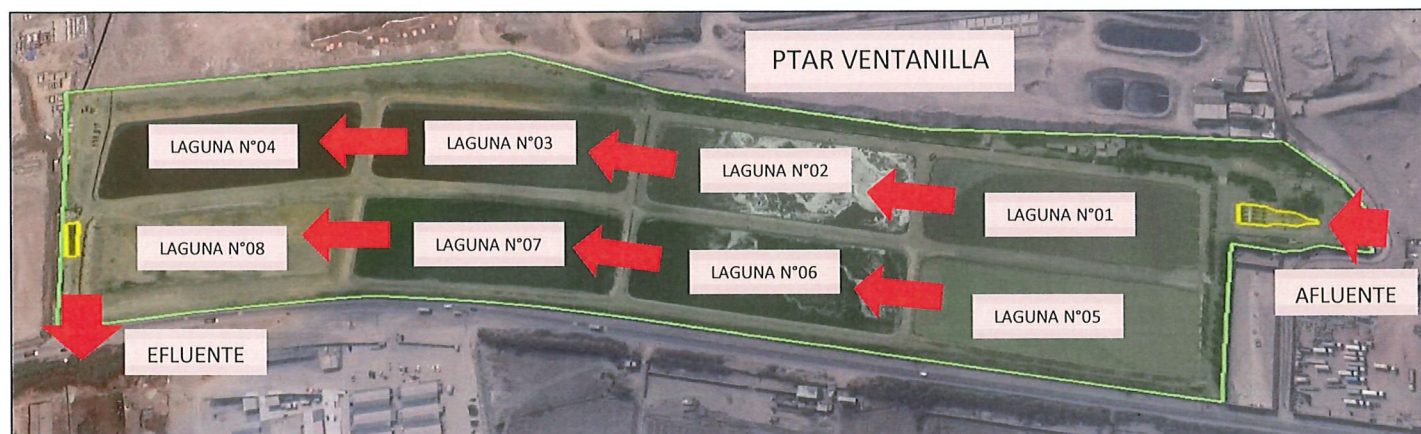 PTAR VENTANILLA
LAGUNA N°04
LAGUNA N°03
LAGUNA N°02
LAGUNA N°01
LAGUNA N°08
LAGUNA N°07
LAGUNA N°06
LAGUNA N°05
AFLUENTE
EFLUENTE